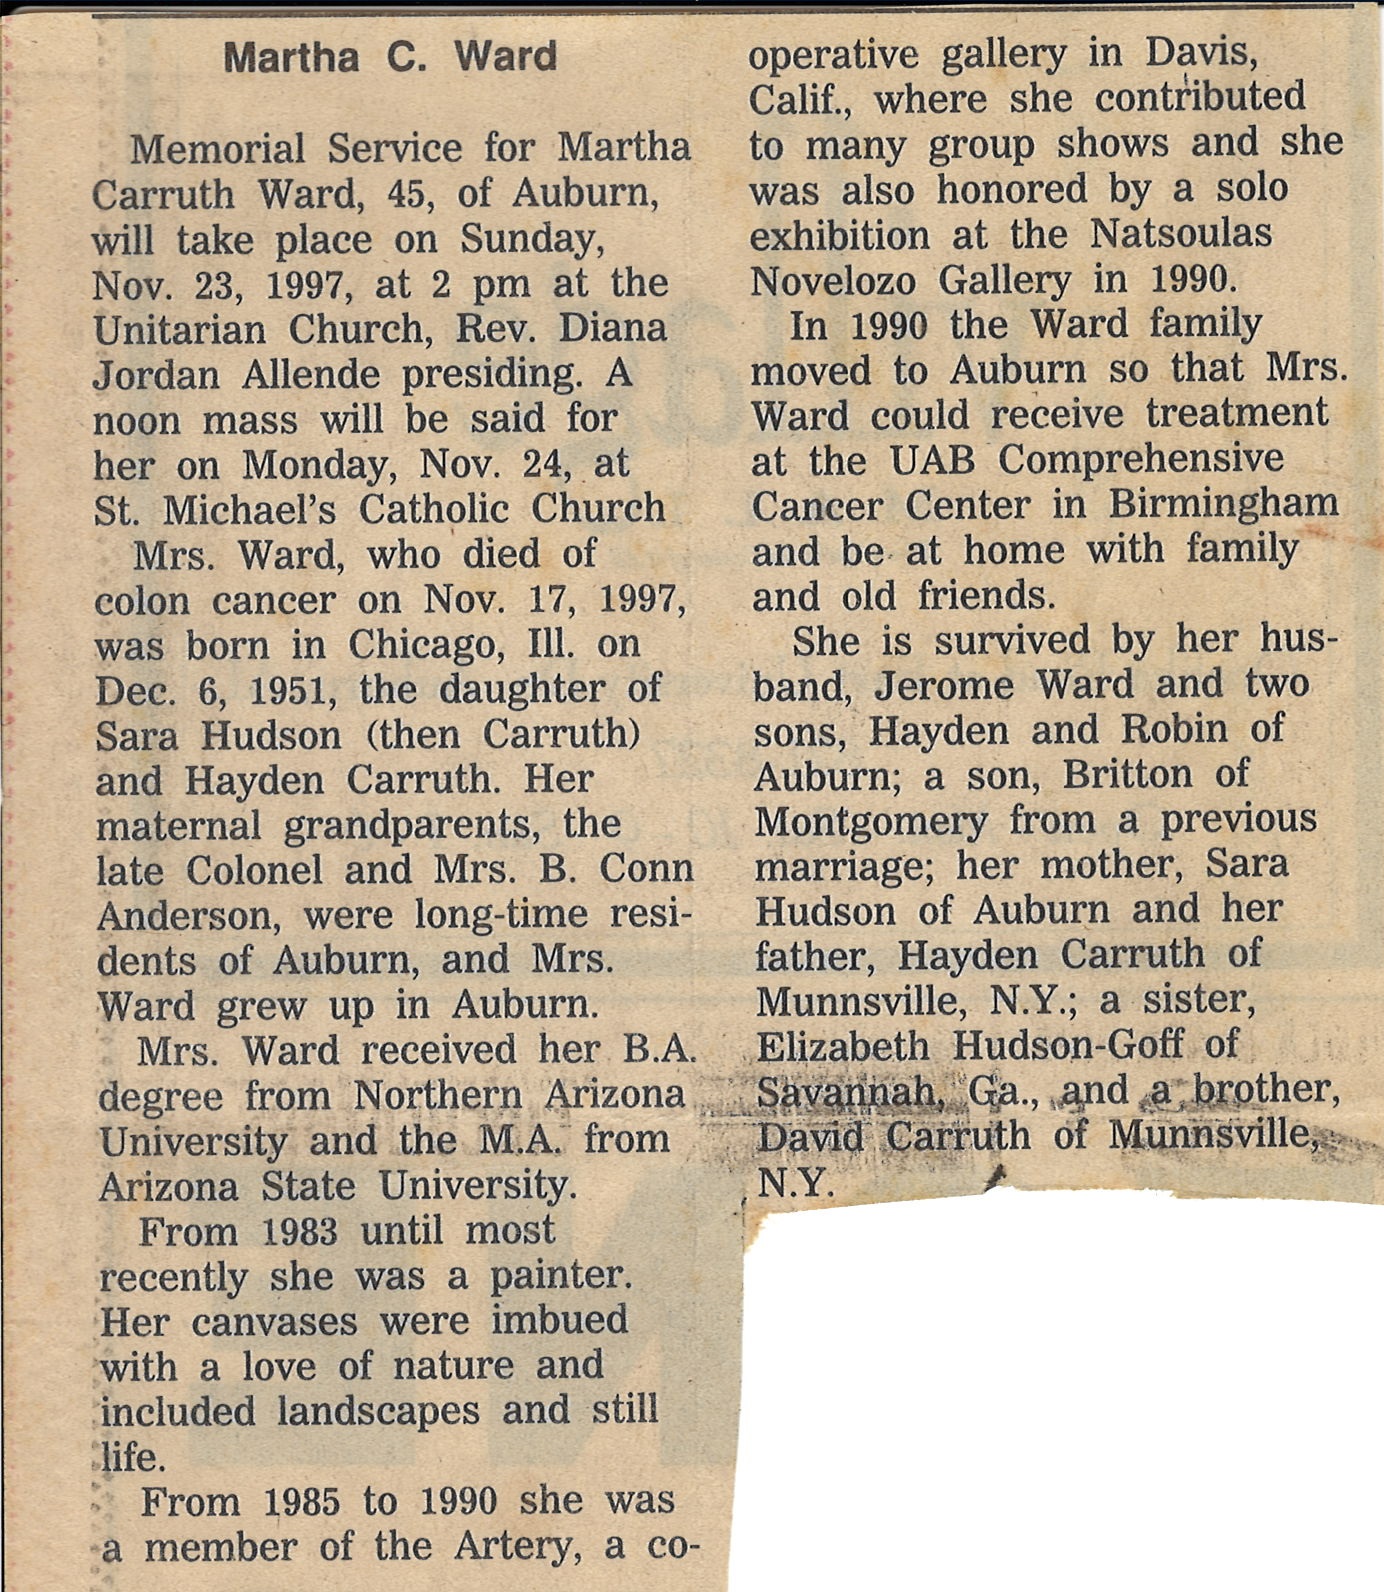 Martha C. Ward
Memorial Service for Martha
Carruth Ward, 45, of Auburn,
will take place on Sunday,
Nov. 23, 1997, at 2 pm at the
Unitarian Church, Rev. Diana
Jordan Allende presiding. A
noon mass will be said for
her on Monday, Nov. 24, at
St. Michael's Catholic Church
Mrs. Ward, who died of
colon cancer on Nov. 17, 1997,
was born in Chicago, Ill. on
Dec. 6, 1951, the daughter of
Sara Hudson (then Carruth)
and Hayden Carruth. Her
maternal grandparents, the
late Colonel and Mrs. B. Conn
Anderson, were long-time resi-
dents of Auburn, and Mrs.
Ward grew up in Auburn.
Mrs. Ward received her B.A.
degree from Northern Arizona
University and the M.A. from
Arizona State University.
From 1983 until most
recently she was a painter.
Her canvases were imbued
with a love of nature and
included landscapes and still
life.
From 1985 to 1990 she was
a member of the Artery, a co-
operative gallery in Davis,
Calif., where she contributed
to many group shows and she
was also honored by a solo
exhibition at the Natsoulas
Novelozo Gallery in 1990.
In 1990 the Ward family
moved to Auburn so that Mrs.
Ward could receive treatment
at the UAB Comprehensive
Cancer Center in Birmingham
and be at home with family
and old friends.
She is survived by her hus-
band, Jerome Ward and two
sons, Hayden and Robin of
Auburn; a son, Britton of
Montgomery from a previous
marriage; her mother, Sara
Hudson of Auburn and her
father, Hayden Carruth of
Munnsville, N.Y.; a sister,
Elizabeth Hudson-Goff of
Savannah, Ga., and a brother,
David Carruth of Munnsville,
N.Y.